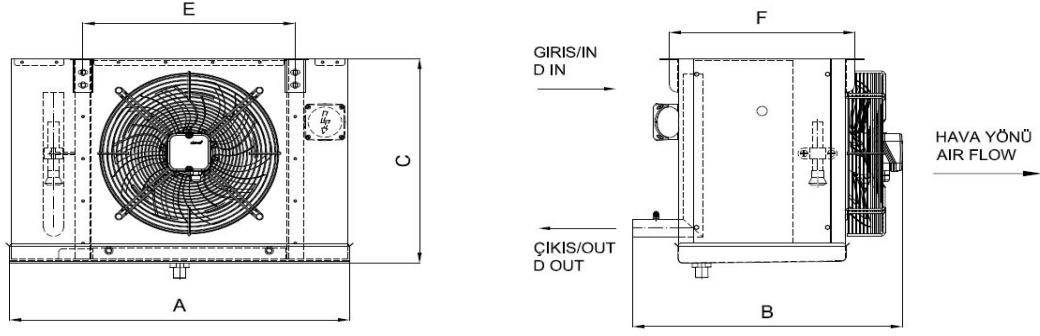 E
C
A
F
GIRIS/IN
D IN
HAVA YÖNÜ
AIR FLOW
ÇIKIS/OUT
D OUT
B